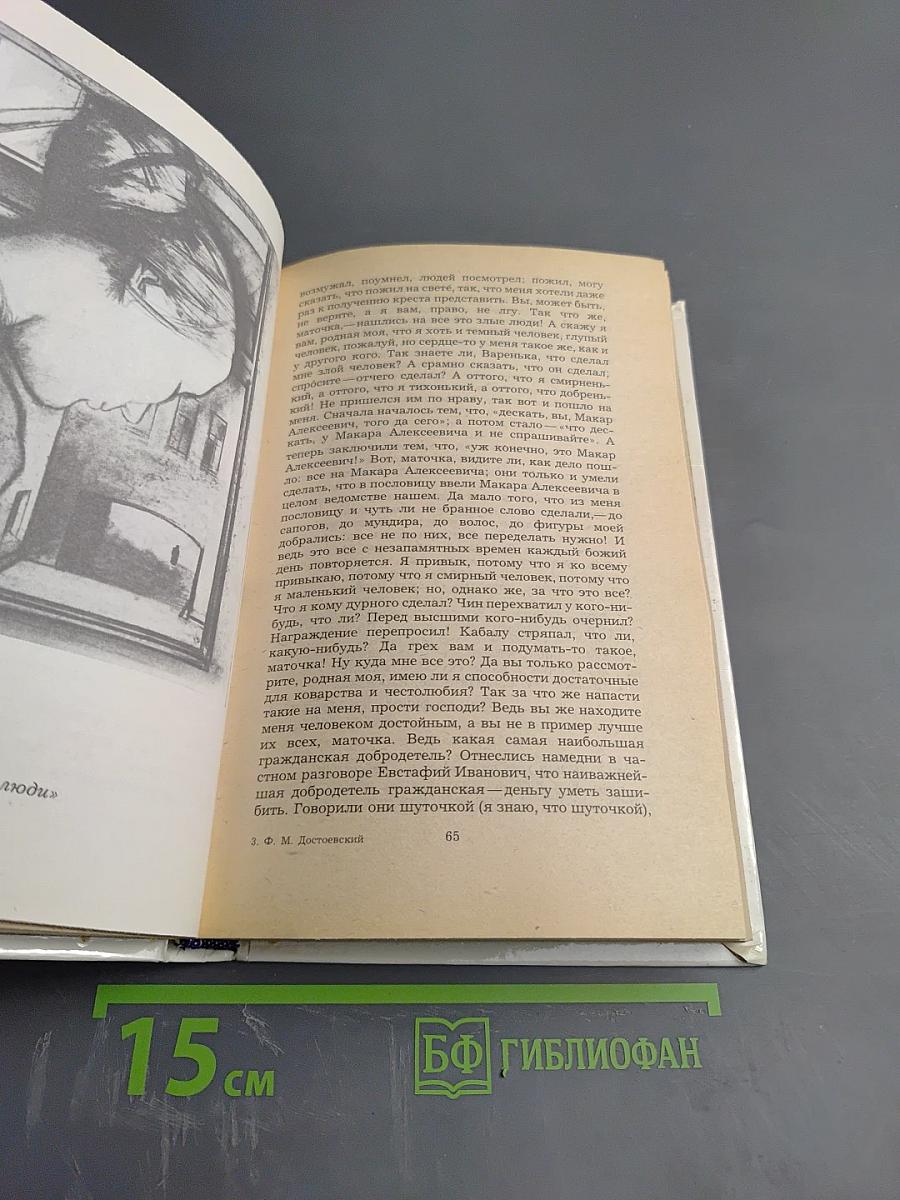 люди»
возмужал, поумнел, людей посмотрел; пожил, могу
сказать, что пожил на свете́, так, что меня хотели даже
раз к получению креста представить. Вы, может быть,
не верите, а я вам, право, не лгу. Так что же,
маточка,—нашлись на все это злые люди! А скажу я
вам, родная моя, что я хоть и темный человек, глупый
человек, пожалуй, но сердце-то у меня такое же, как и
у другого кого. Так знаете ли, Варенька, что сделал
мне злой человек? А срамно сказать, что он сделал;
спро́сите—отчего сделал? А оттого, что я смирнень-
кий, а оттого, что я тихонький, а оттого, что добрень-
кий! Не пришелся им по нраву, так вот и пошло на
меня. Сначала началось тем, что, «дескать, вы, Макар
Алексеевич, того да сего»; а потом стало—«что дес-
кать, у Макара Алексеевича и не спрашивайте». А
теперь заключили тем, что, «уж конечно, это Макар
Алексеевич!» Вот, маточка, видите ли, как дело пош-
ло: все на Макара Алексеевича; они только и умели
сделать, что в пословицу ввели Макара Алексеевича в
целом ведомстве нашем. Да мало того, что из меня
пословицу и чуть ли не бранное слово сделали,—до
сапогов, до мундира, до волос, до фигуры моей
добрались: все не по них, все переделать нужно! И
ведь это все с незапамятных времен каждый божий
день повторяется. Я привык, потому что я ко всему
привыкаю, потому что я смирный человек, потому что
я маленький человек; но, однако же, за что это все?
Что я кому дурного сделал? Чин перехватил у кого-ни-
будь, что ли? Перед высшими кого-нибудь очернил?
Награждение перепросил! Кабалу стряпал, что ли,
какую-нибудь? Да грех вам и подумать-то такое,
маточка! Ну куда мне все это? Да вы только рассмот-
рите, родная моя, имею ли я способности достаточные
для коварства и честолюбия? Так за что же напасти
такие на меня, прости господи? Ведь вы же находите
меня человеком достойным, а вы не в пример лучше
их всех, маточка. Ведь какая самая наибольшая
гражданская добродетель? Отнеслись намедни в ча-
стном разговоре Евстафий Иванович, что наиважней-
шая добродетель гражданская—деньгу уметь заши-
бить. Говорили они шуточкой (я знаю, что шуточкой),
3. Ф. М. Достоевский
65
15 см
БФ ГИБЛИОФАН